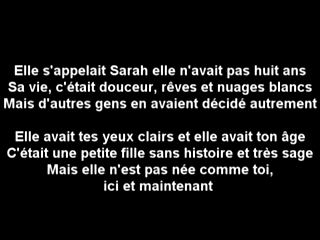 Elle s'appelait Sarah elle n'avait pas huit ans
Sa vie, c'était douceur, rêves et nuages blancs
Mais d'autres gens en avaient décidé autrement
Elle avait tes yeux clairs et elle avait ton âge
C'était une petite fille sans histoire et très sage
Mais elle n'est pas née comme toi,
ici et maintenant